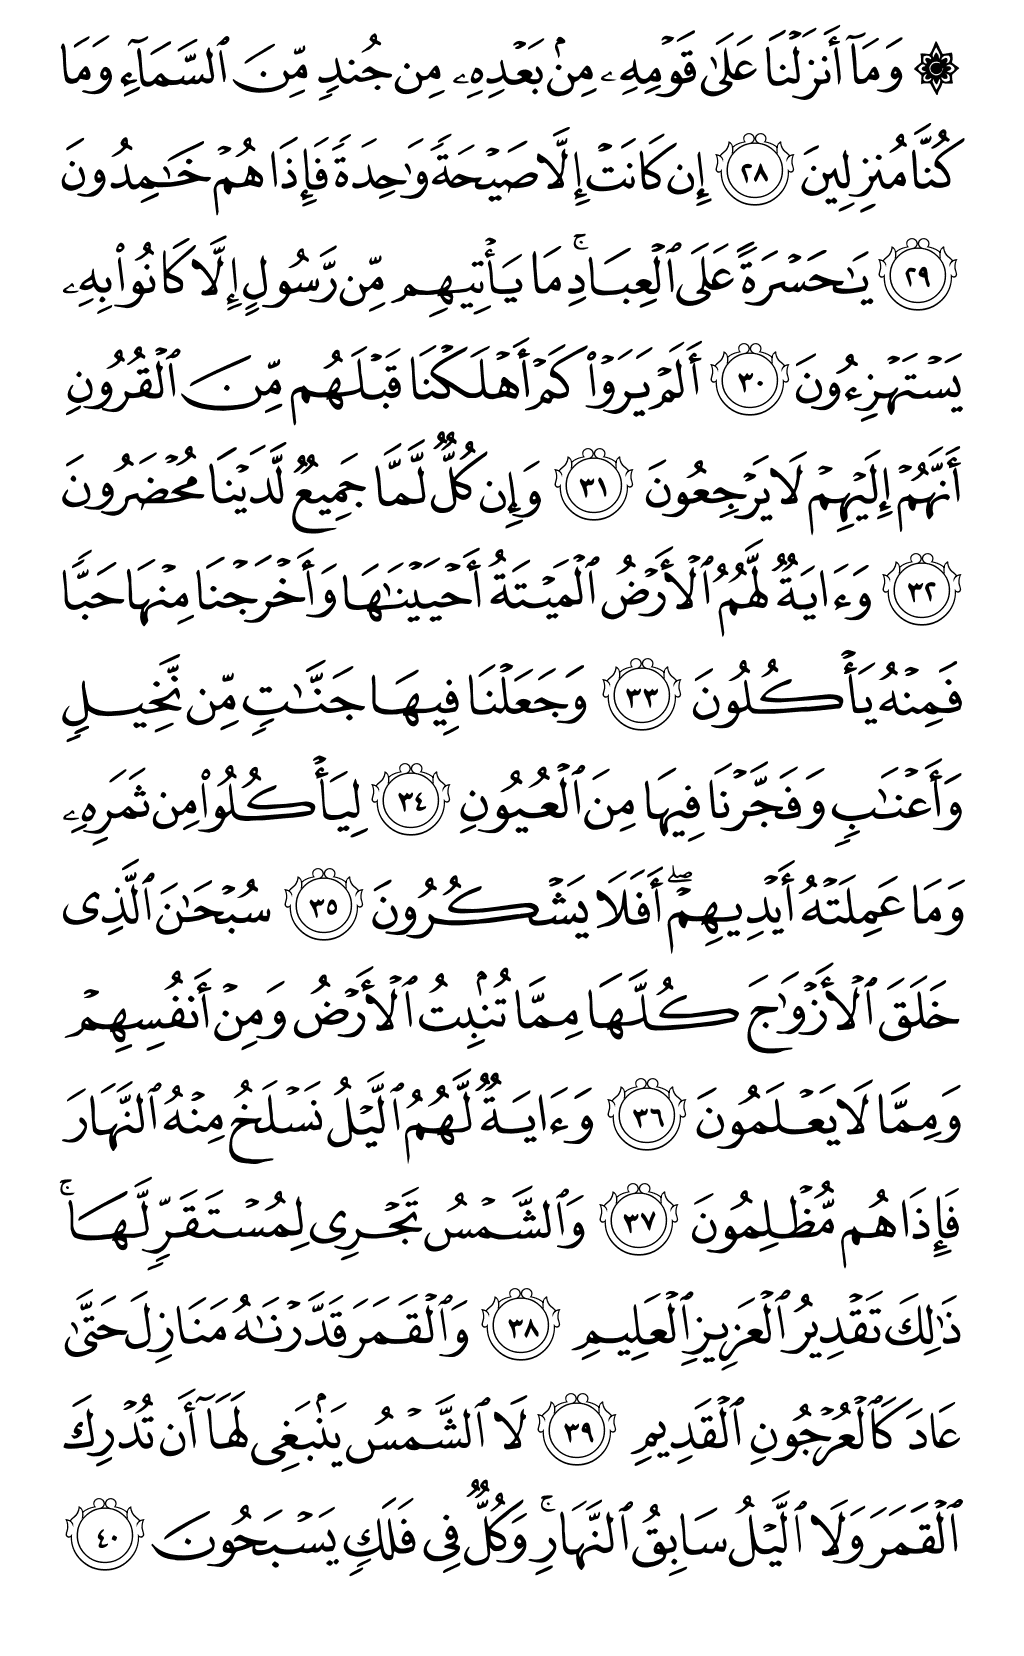 ۞ وَمَآ أَنزَلْنَا عَلَىٰ قَوْمِهِۦ مِنۢ بَعْدِهِۦ مِن جُندٍ مِّنَ ٱلسَّمَآءِ وَمَا
كُنَّا مُنزِلِينَ ٢٨ إِن كَانَتْ إِلَّا صَيْحَةً وَٰحِدَةً فَإِذَا هُمْ خَـٰمِدُونَ
٢٩ يَـٰحَسْرَةً عَلَى ٱلْعِبَادِ ۚ مَا يَأْتِيهِم مِّن رَّسُولٍ إِلَّا كَانُوا۟ بِهِۦ
يَسْتَهْزِءُونَ ٣٠ أَلَمْ يَرَوْا۟ كَمْ أَهْلَكْنَا قَبْلَهُم مِّنَ ٱلْقُرُونِ
أَنَّهُمْ إِلَيْهِمْ لَا يَرْجِعُونَ ٣١ وَإِن كُلٌّ لَّمَّا جَمِيعٌ لَّدَيْنَا مُحْضَرُونَ
٣٢ وَءَايَةٌ لَّهُمُ ٱلْأَرْضُ ٱلْمَيْتَةُ أَحْيَيْنَـٰهَا وَأَخْرَجْنَا مِنْهَا حَبًّا
فَمِنْهُ يَأْكُلُونَ ٣٣ وَجَعَلْنَا فِيهَا جَنَّـٰتٍ مِّن نَّخِيلٍ
وَأَعْنَـٰبٍ وَفَجَّرْنَا فِيهَا مِنَ ٱلْعُيُونِ ٣٤ لِيَأْكُلُوا۟ مِن ثَمَرِهِۦ
وَمَا عَمِلَتْهُ أَيْدِيهِمْ ۖ أَفَلَا يَشْكُرُونَ ٣٥ سُبْحَـٰنَ ٱلَّذِى
خَلَقَ ٱلْأَزْوَٰجَ كُلَّهَا مِمَّا تُنۢبِتُ ٱلْأَرْضُ وَمِنْ أَنفُسِهِمْ
وَمِمَّا لَا يَعْلَمُونَ ٣٦ وَءَايَةٌ لَّهُمُ ٱلَّيْلُ نَسْلَخُ مِنْهُ ٱلنَّهَارَ
فَإِذَا هُم مُّظْلِمُونَ ٣٧ وَٱلشَّمْسُ تَجْرِى لِمُسْتَقَرٍّ لَّهَا ۚ
ذَٰلِكَ تَقْدِيرُ ٱلْعَزِيزِ ٱلْعَلِيمِ ٣٨ وَٱلْقَمَرَ قَدَّرْنَـٰهُ مَنَازِلَ حَتَّىٰ
عَادَ كَٱلْعُرْجُونِ ٱلْقَدِيمِ ٣٩ لَا ٱلشَّمْسُ يَنۢبَغِى لَهَآ أَن تُدْرِكَ
ٱلْقَمَرَ وَلَا ٱلَّيْلُ سَابِقُ ٱلنَّهَارِ ۚ وَكُلٌّ فِى فَلَكٍ يَسْبَحُونَ ٤٠